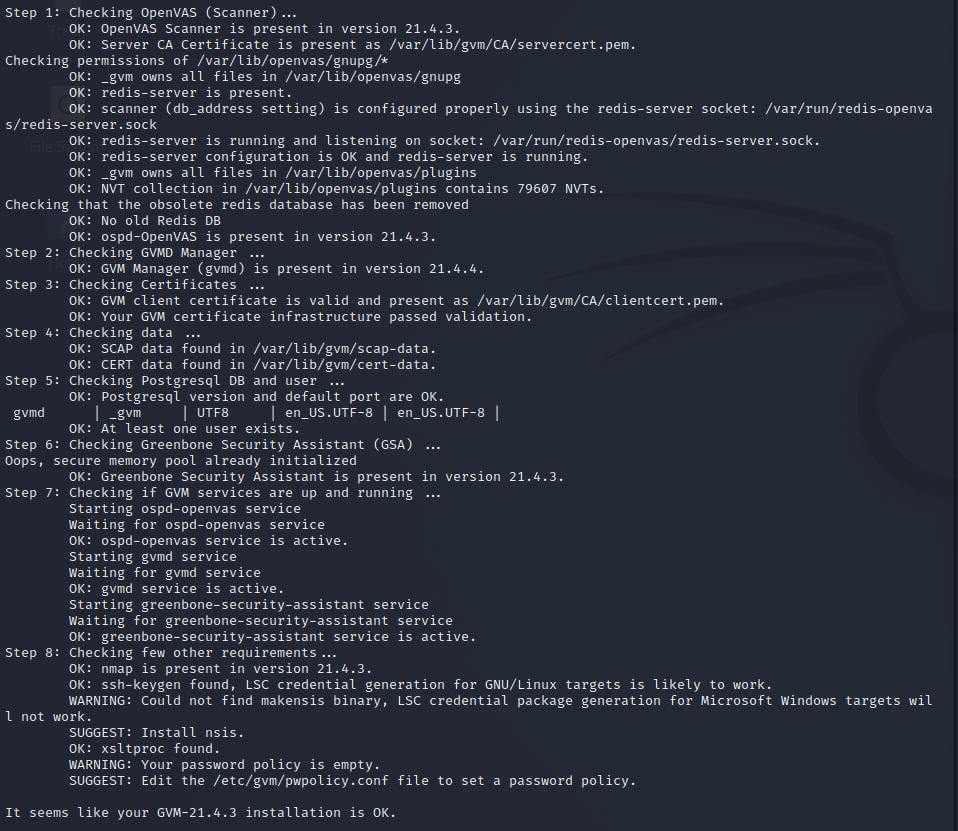 Step 1: Checking OpenVAS (Scanner)...
OK: OpenVAS Scanner is present in version 21.4.3.
OK: Server CA Certificate is present as /var/lib/gvm/CA/servercert.pem.
Checking permissions of /var/lib/openvas/gnupg/*
OK: _gvm owns all files in /var/lib/openvas/gnupg
OK: redis-server is present.
OK: scanner (db_address setting) is configured properly using the redis-server socket: /var/run/redis-openva
s/redis-server.sock
OK: redis-server is running and listening on socket: /var/run/redis-openvas/redis-server.sock.
OK: redis-server configuration is OK and redis-server is running.
OK: _gvm owns all files in /var/lib/openvas/plugins
OK: NVT collection in /var/lib/openvas/plugins contains 79607 NVTs.
Checking that the obsolete redis database has been removed
OK: No old Redis DB
OK: ospd-OpenVAS is present in version 21.4.3.
Step 2: Checking GVMD Manager ...
OK: GVM Manager (gvmd) is present in version 21.4.4.
Step 3: Checking Certificates ...
OK: GVM client certificate is valid and present as /var/lib/gvm/CA/clientcert.pem.
OK: Your GVM certificate infrastructure passed validation.
Step 4: Checking data ...
OK: SCAP data found in /var/lib/gvm/scap-data.
OK: CERT data found in /var/lib/gvm/cert-data.
Step 5: Checking Postgresql DB and user ...
OK: Postgresql version and default port are OK.
gvmd | _gvm | UTF8 | en_US.UTF-8 | en_US.UTF-8 |
OK: At least one user exists.
Step 6: Checking Greenbone Security Assistant (GSA) ...
Oops, secure memory pool already initialized
OK: Greenbone Security Assistant is present in version 21.4.3.
Step 7: Checking if GVM services are up and running ...
Starting ospd-openvas service
Waiting for ospd-openvas service
OK: ospd-openvas service is active.
Starting gvmd service
Waiting for gvmd service
OK: gvmd service is active.
Starting greenbone-security-assistant service
Waiting for greenbone-security-assistant service
OK: greenbone-security-assistant service is active.
Step 8: Checking few other requirements...
OK: nmap is present in version 21.4.3.
OK: ssh-keygen found, LSC credential generation for GNU/Linux targets is likely to work.
WARNING: Could not find makensis binary, LSC credential package generation for Microsoft Windows targets wil
l not work.
SUGGEST: Install nsis.
OK: xsltproc found.
WARNING: Your password policy is empty.
SUGGEST: Edit the /etc/gvm/pwpolicy.conf file to set a password policy.
It seems like your GVM-21.4.3 installation is OK.